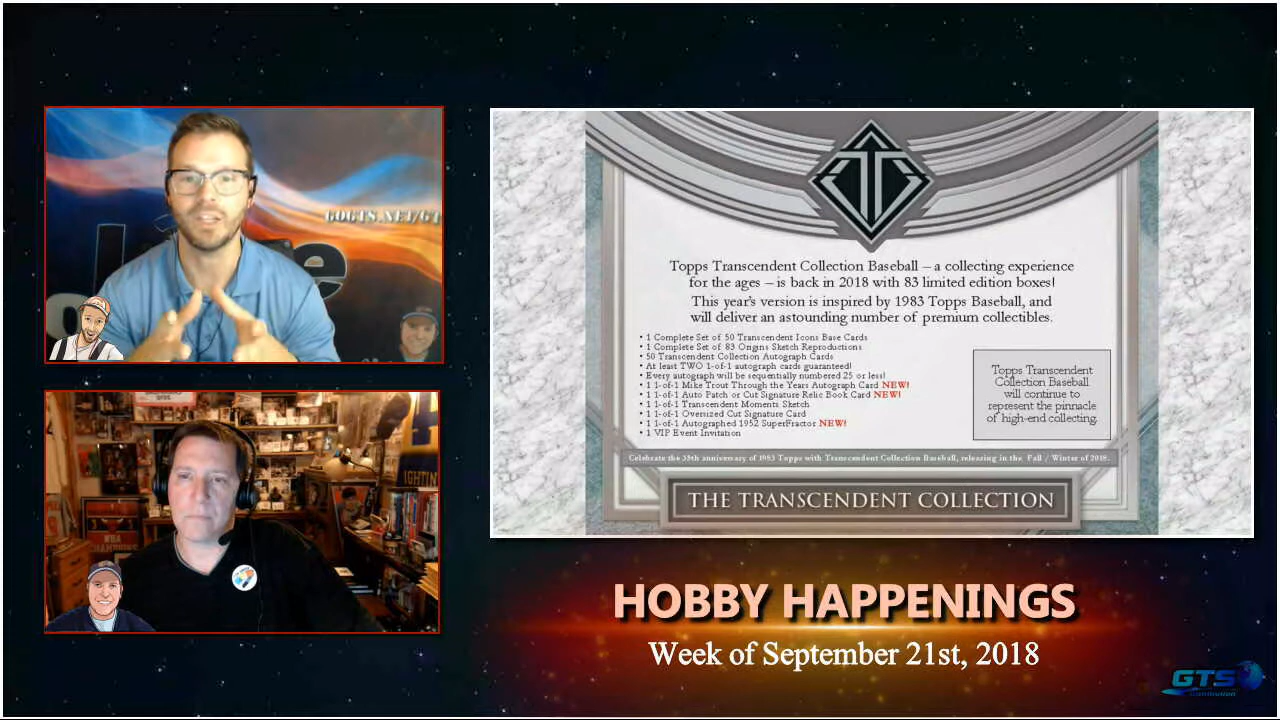 GOGTS.NET/GT
NBA
CHAMPIONS
IGHTIN
Topps Transcendent Collection Baseball – a collecting experience
for the ages – is back in 2018 with 83 limited edition boxes!
This year's version is inspired by 1983 Topps Baseball, and
will deliver an astounding number of premium collectibles.
• 1 Complete Set of 50 Transcendent Icons Base Cards
• 1 Complete Set of 83 Origins Sketch Reproductions
• 50 Transcendent Collection Autograph Cards
• At least TWO 1-of-1 autograph cards guaranteed!
• Every autograph will be sequentially numbered 25 or less!
• 1 1-of-1 Mike Trout Through the Years Autograph Card NEW!
• 1 1-of-1 Auto Patch or Cut Signature Relic Book Card NEW!
• 1 1-of-1 Transcendent Moments Sketch
• 1 1-of-1 Oversized Cut Signature Card
• 1 1-of-1 Autographed 1952 SuperFractor NEW!
• 1 VIP Event Invitation
Topps Transcendent
Collection Baseball
will continue to
represent the pinnacle
of high-end collecting.
Celebrate the 35th anniversary of 1983 Topps with Transcendent Collection Baseball, releasing in the Fall / Winter of 2018.
THE TRANSCENDENT COLLECTION
HOBBY HAPPENINGS
Week of September 21st, 2018
GTS